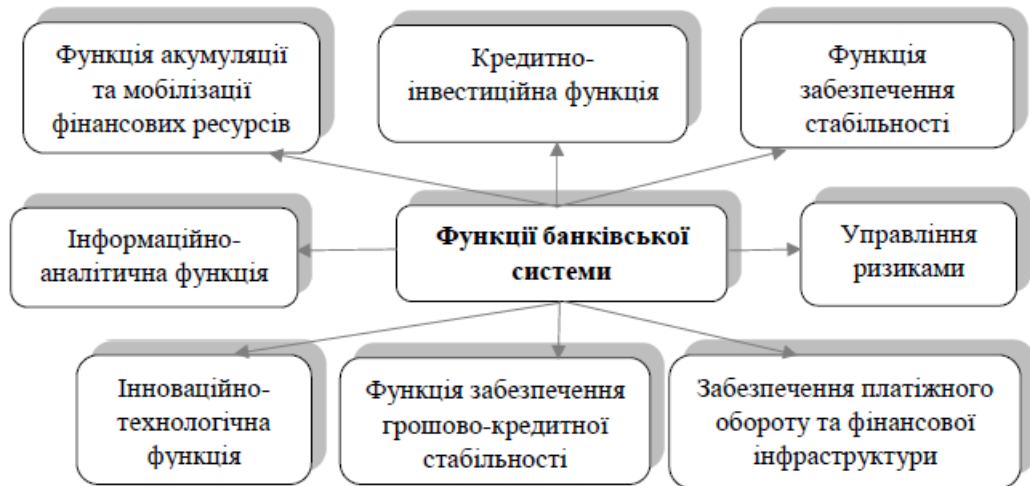 Функція акумуляції
та мобілізації
фінансових ресурсів
Кредитно-
інвестиційна функція
Функція
забезпечення
стабільності
Інформаційно-
аналітична функція
Функції банківської
системи
Управління
ризиками
Інноваційно-
технологічна
функція
Функція забезпечення
грошово-кредитної
стабільності
Забезпечення платіжного
обороту та фінансової
інфраструктури